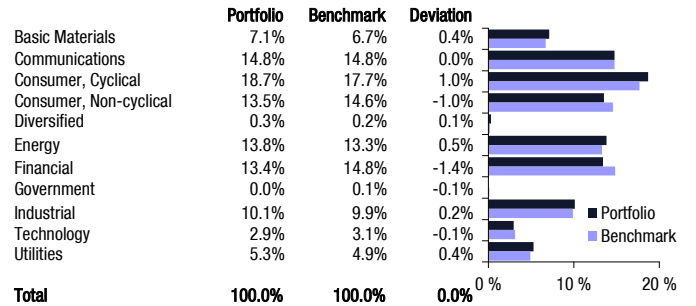 Portfolio Benchmark Deviation
Basic Materials 7.1% 6.7% 0.4%
Communications 14.8% 14.8% 0.0%
Consumer, Cyclical 18.7% 17.7% 1.0%
Consumer, Non-cyclical 13.5% 14.6% -1.0%
Diversified 0.3% 0.2% 0.1%
Energy 13.8% 13.3% 0.5%
Financial 13.4% 14.8% -1.4%
Government 0.0% 0.1% -0.1%
Industrial 10.1% 9.9% 0.2%
Portfolio
Technology 2.9% 3.1% -0.1%
Benchmark
Utilities 5.3% 4.9% 0.4%
0 % 10 % 20 %
Total 100.0% 100.0% 0.0%